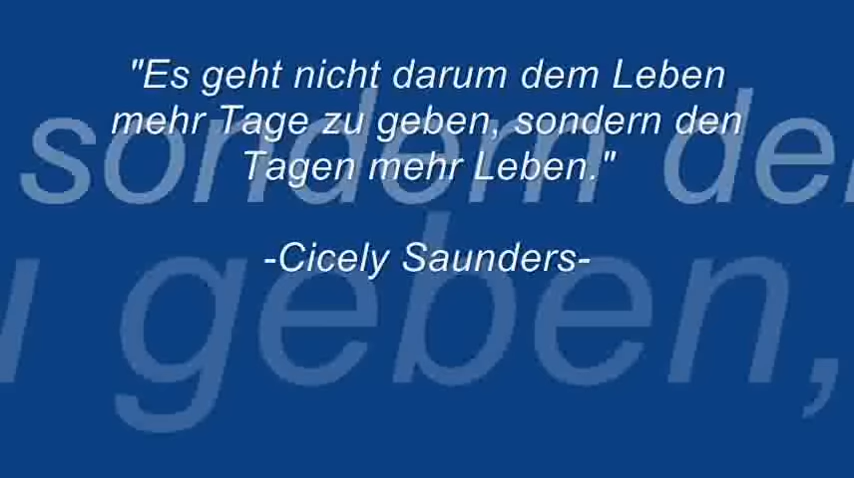 "Es geht nicht darum dem Leben
mehr Tage zu geben, sondern den
Tagen mehr Leben."
-Cicely Saunders-
sondern
geben,